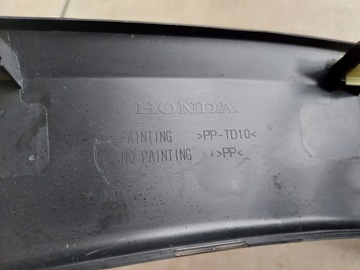 HONDA
PAINTING >PP-TD10<
NO PAINTING >PP<